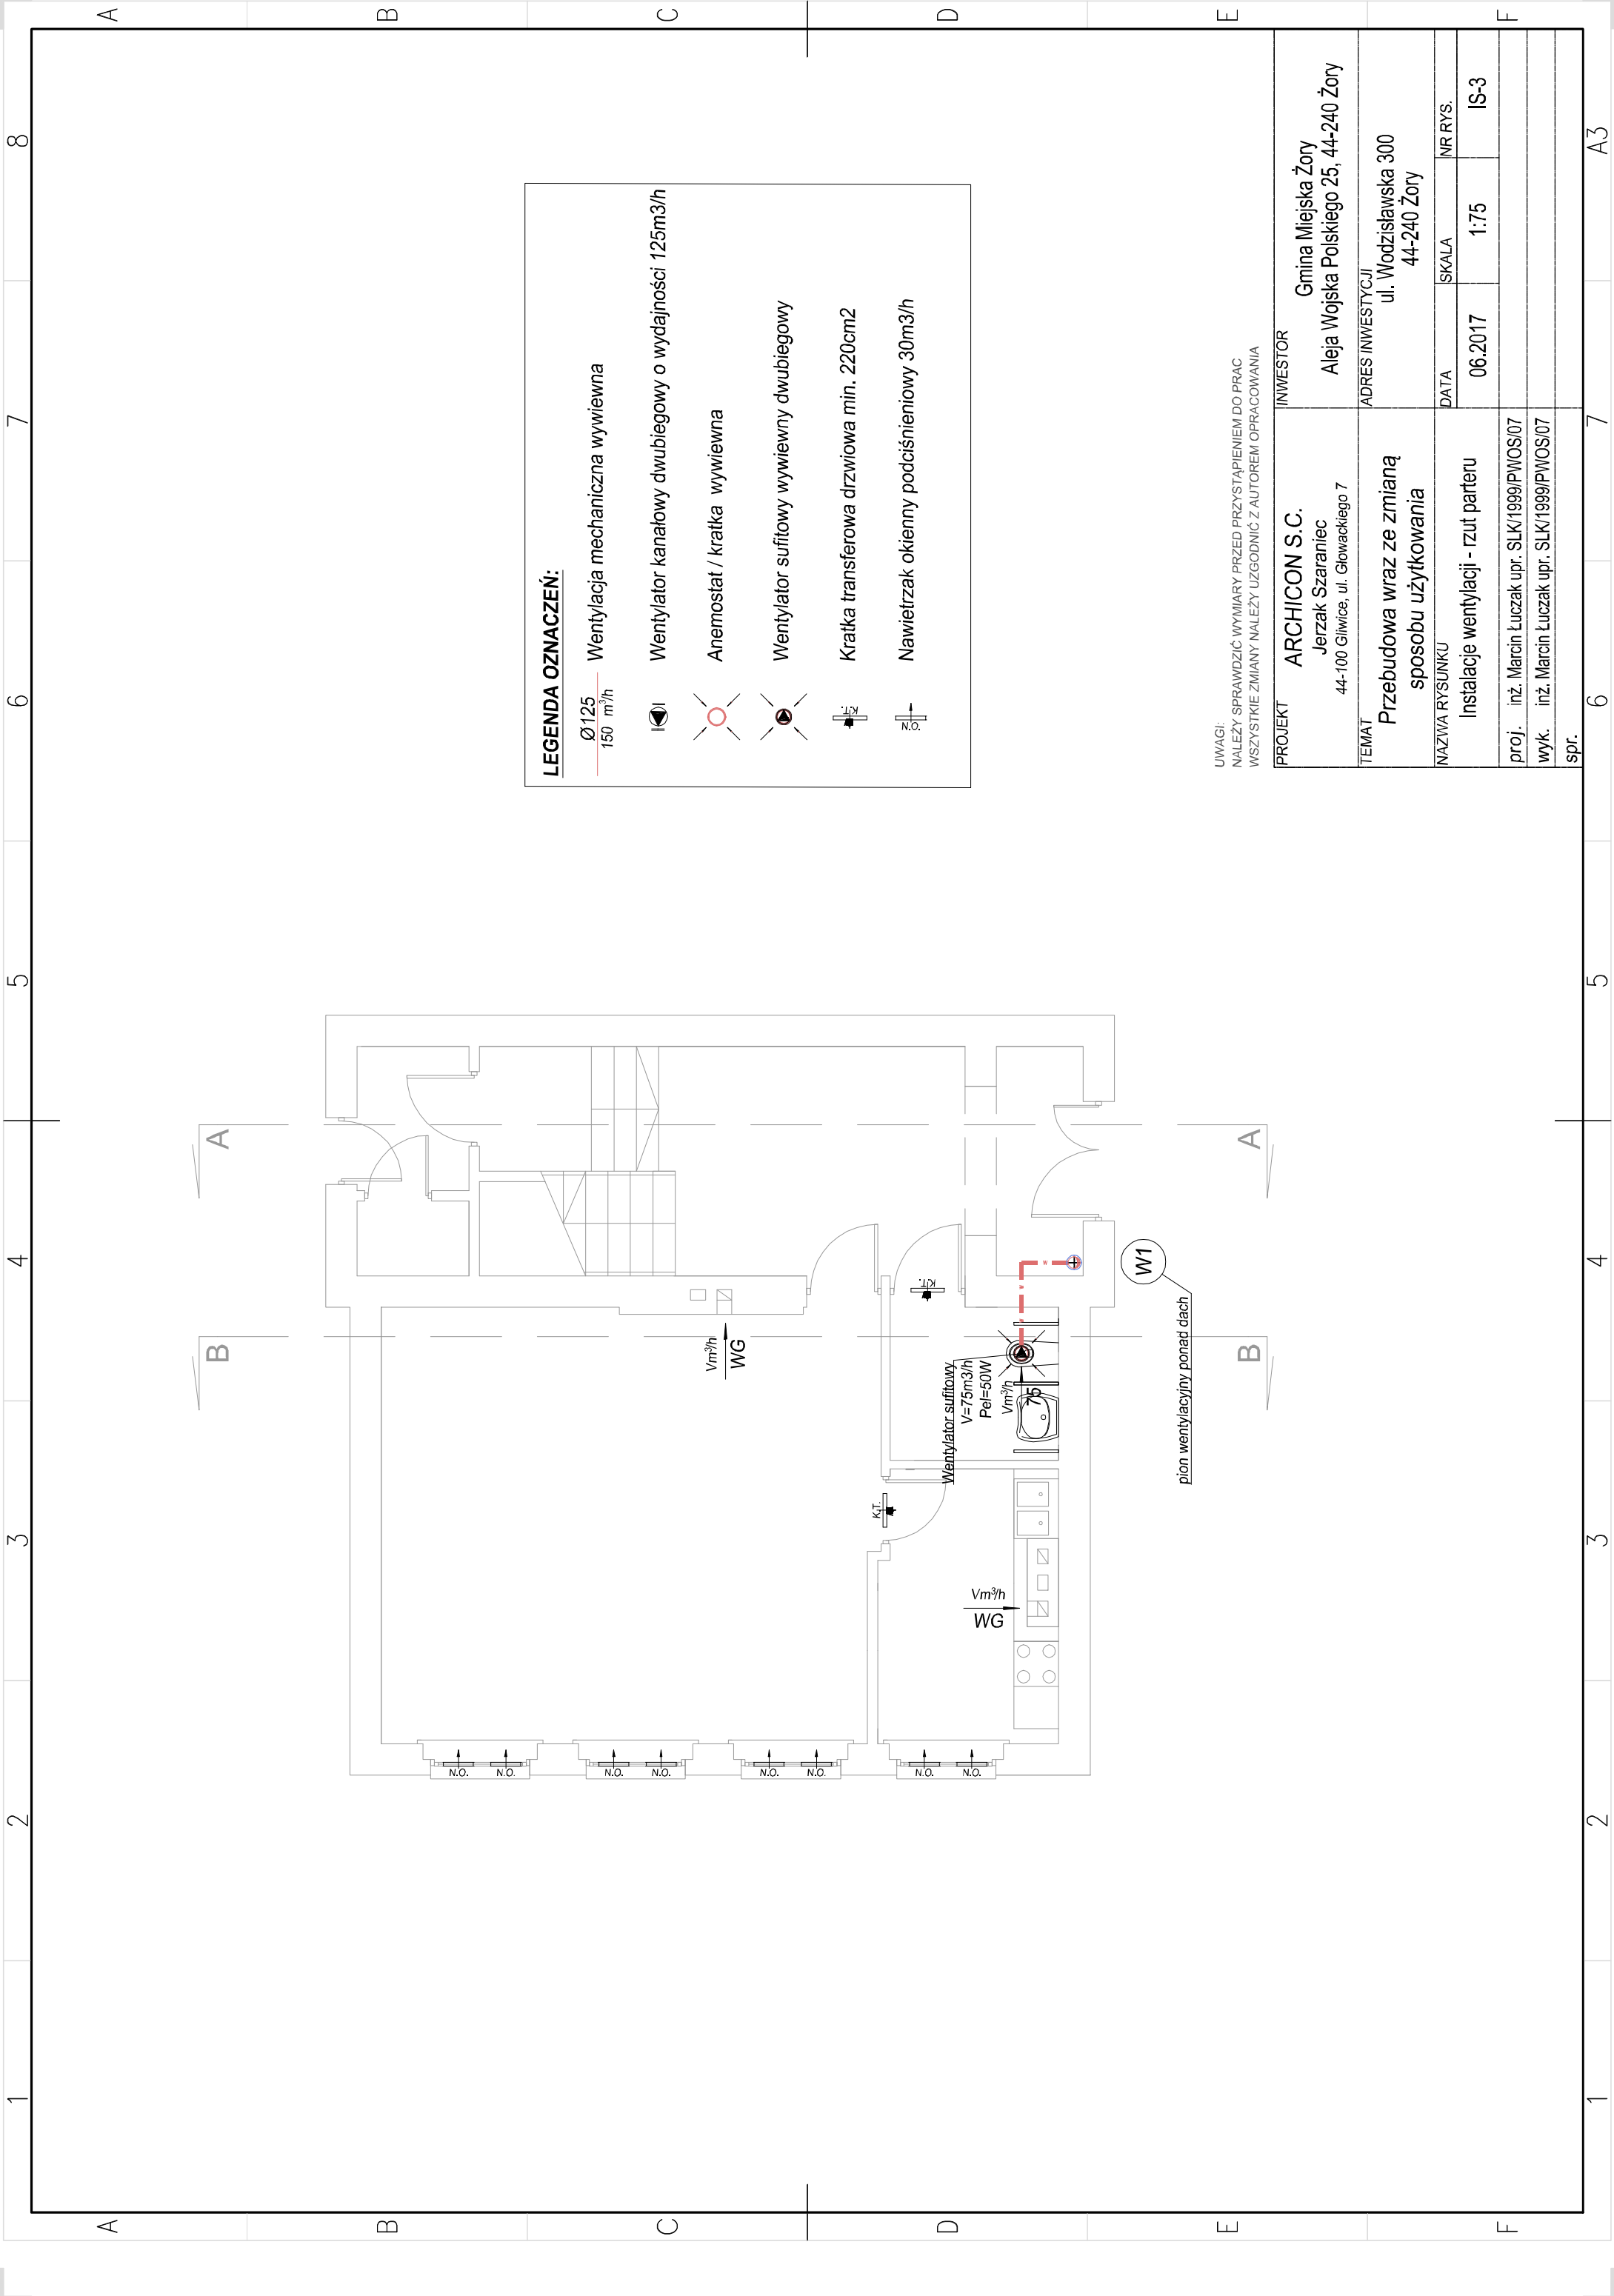 1 2 3 4 5 6 7 8
A
B
C
D
E
F
A
B
C
D
E
F
1 2 3 4 5 6 7 A3
LEGENDA OZNACZEŃ:
Ø125
150 m³/h
Wentylacja mechaniczna wywiewna
Wentylator kanałowy dwubiegowy o wydajności 125m3/h
Anemostat / kratka wywiewna
Wentylator sufitowy wywiewny dwubiegowy
K.T.
Kratka transferowa drzwiowa min. 220cm2
N.O.
Nawietrzak okienny podciśnieniowy 30m3/h
B A
Vm³/h
WG
K.T.
K.T.
Wentylator sufitowy
V=75m3/h
Pel=50W
Vm³/h
75
Vm³/h
WG
N.O.
N.O.
N.O.
N.O.
N.O.
N.O.
N.O.
N.O.
W1
pion wentylacyjny ponad dach
B A
UWAGI:
NALEŻY SPRAWDZIĆ WYMIARY PRZED PRZYSTĄPIENIEM DO PRAC
WSZYSTKIE ZMIANY NALEŻY UZGODNIĆ Z AUTOREM OPRACOWANIA
PROJEKT
ARCHICON S.C.
Jerzak Szaraniec
44-100 Gliwice, ul. Głowackiego 7
INWESTOR
Gmina Miejska Żory
Aleja Wojska Polskiego 25, 44-240 Żory
TEMAT
Przebudowa wraz ze zmianą
sposobu użytkowania
ADRES INWESTYCJI
ul. Wodzisławska 300
44-240 Żory
NAZWA RYSUNKU
Instalacje wentylacji - rzut parteru
DATA SKALA NR RYS.
06.2017 1:75 IS-3
proj. inż. Marcin Łuczak upr. SLK/1999/PWOS/07
wyk. inż. Marcin Łuczak upr. SLK/1999/PWOS/07
spr.